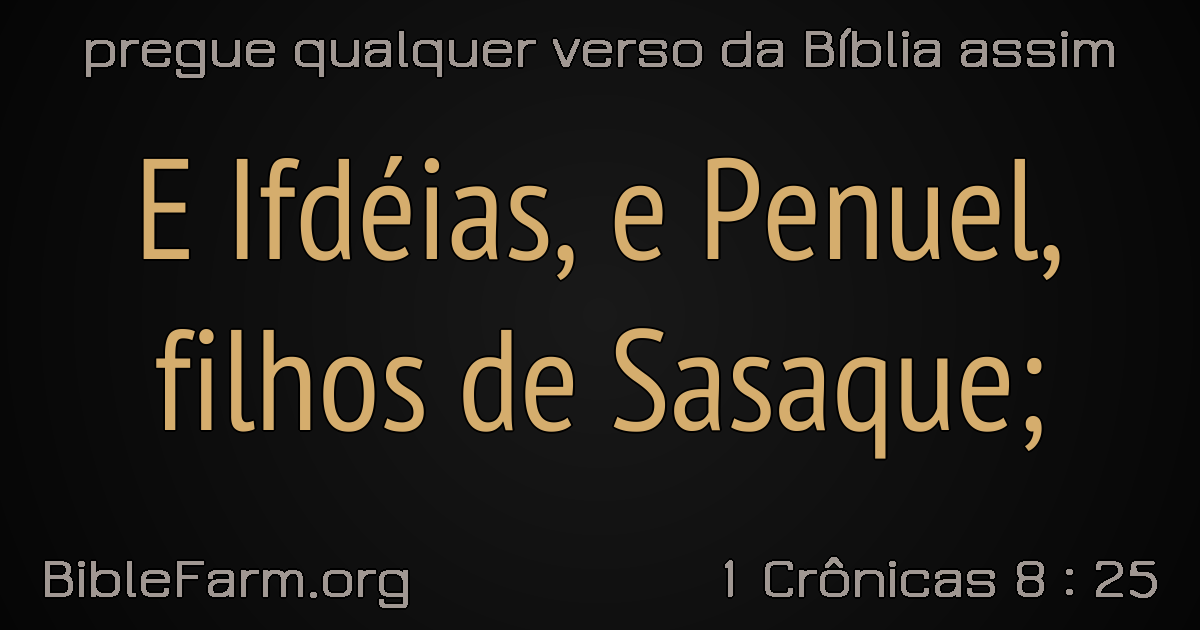 pregue qualquer verso da Bíblia assim
E Ifdéias, e Penuel,
filhos de Sasaque;
BibleFarm.org
1 Crônicas 8 : 25